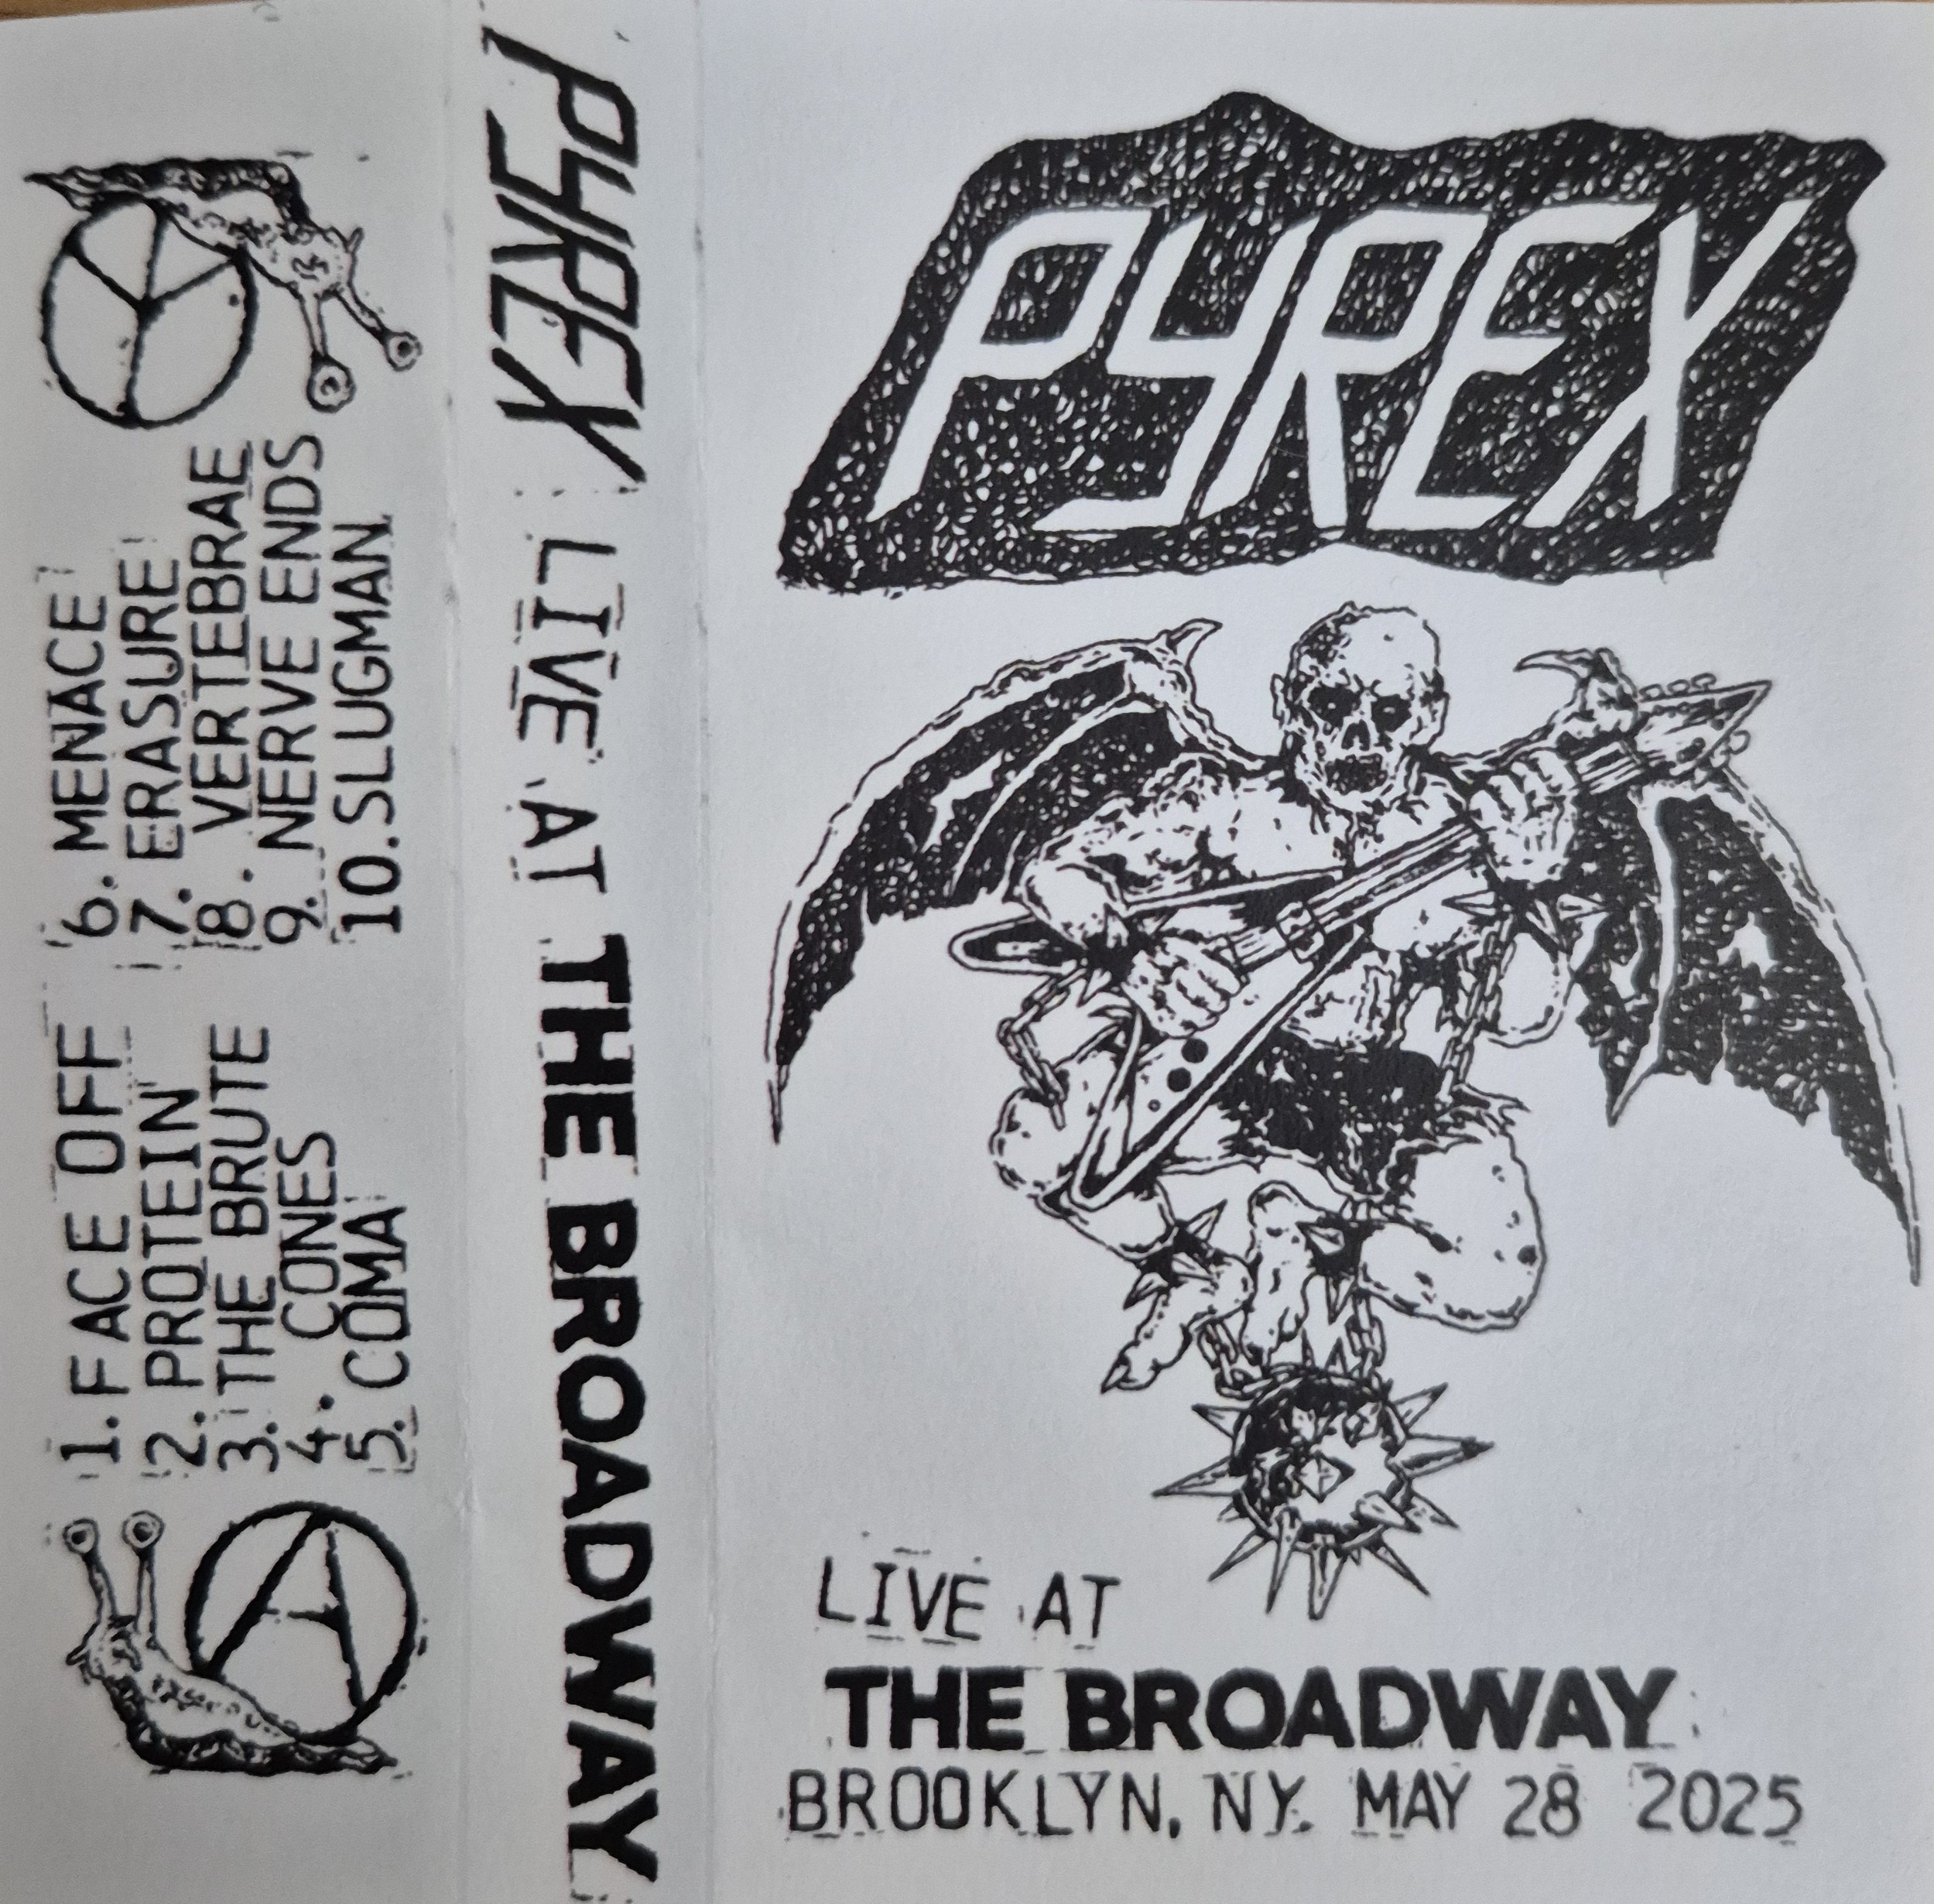 PYREX
LIVE AT
THE BROADWAY
BROOKLYN, NY. MAY 28 2025
PYREX LIVE AT THE BROADWAY
1. FACE OFF
2. PROTEIN
3. THE BRUTE
4. CONES
5. COMA
6. MENACE
7. ERASURE
8. VERTEBRAE
9. NERVE ENDS
10. SLUGMAN